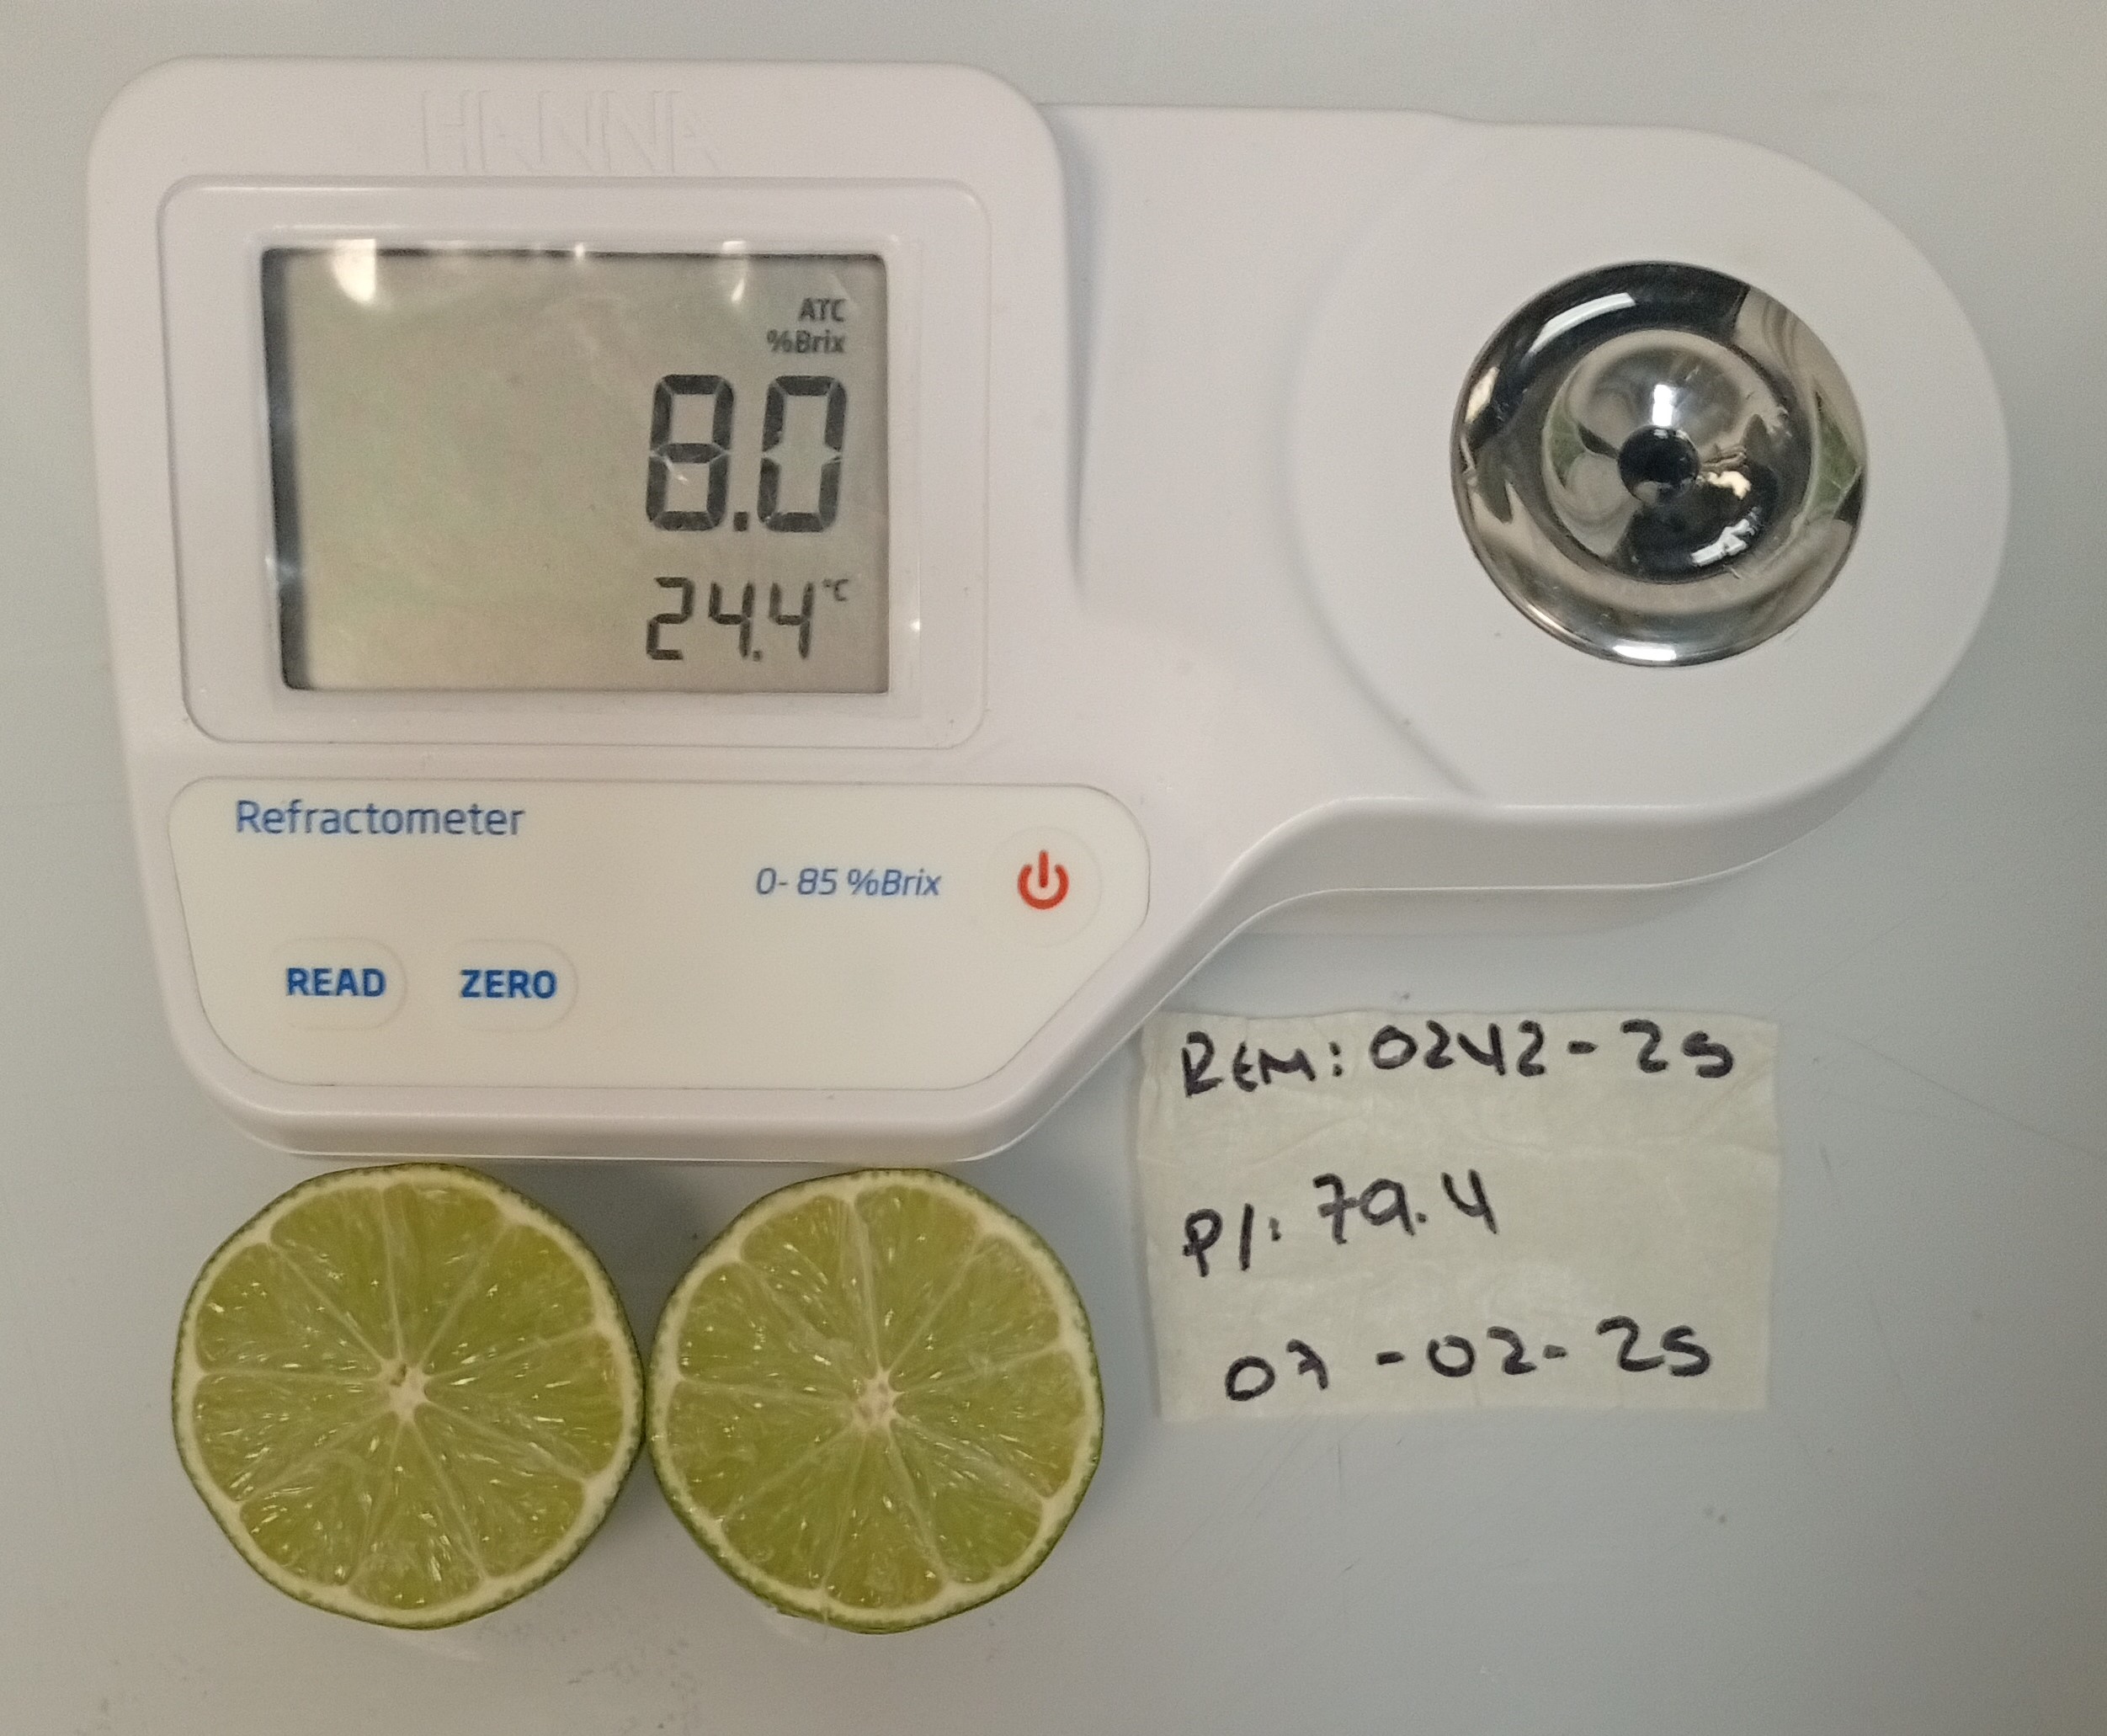 HANNA
ATC
%Brix
8.0
24.4°C
Refractometer
0-85 %Brix
READ ZERO
REM: 0242-25
P/: 79.4
07-02-25